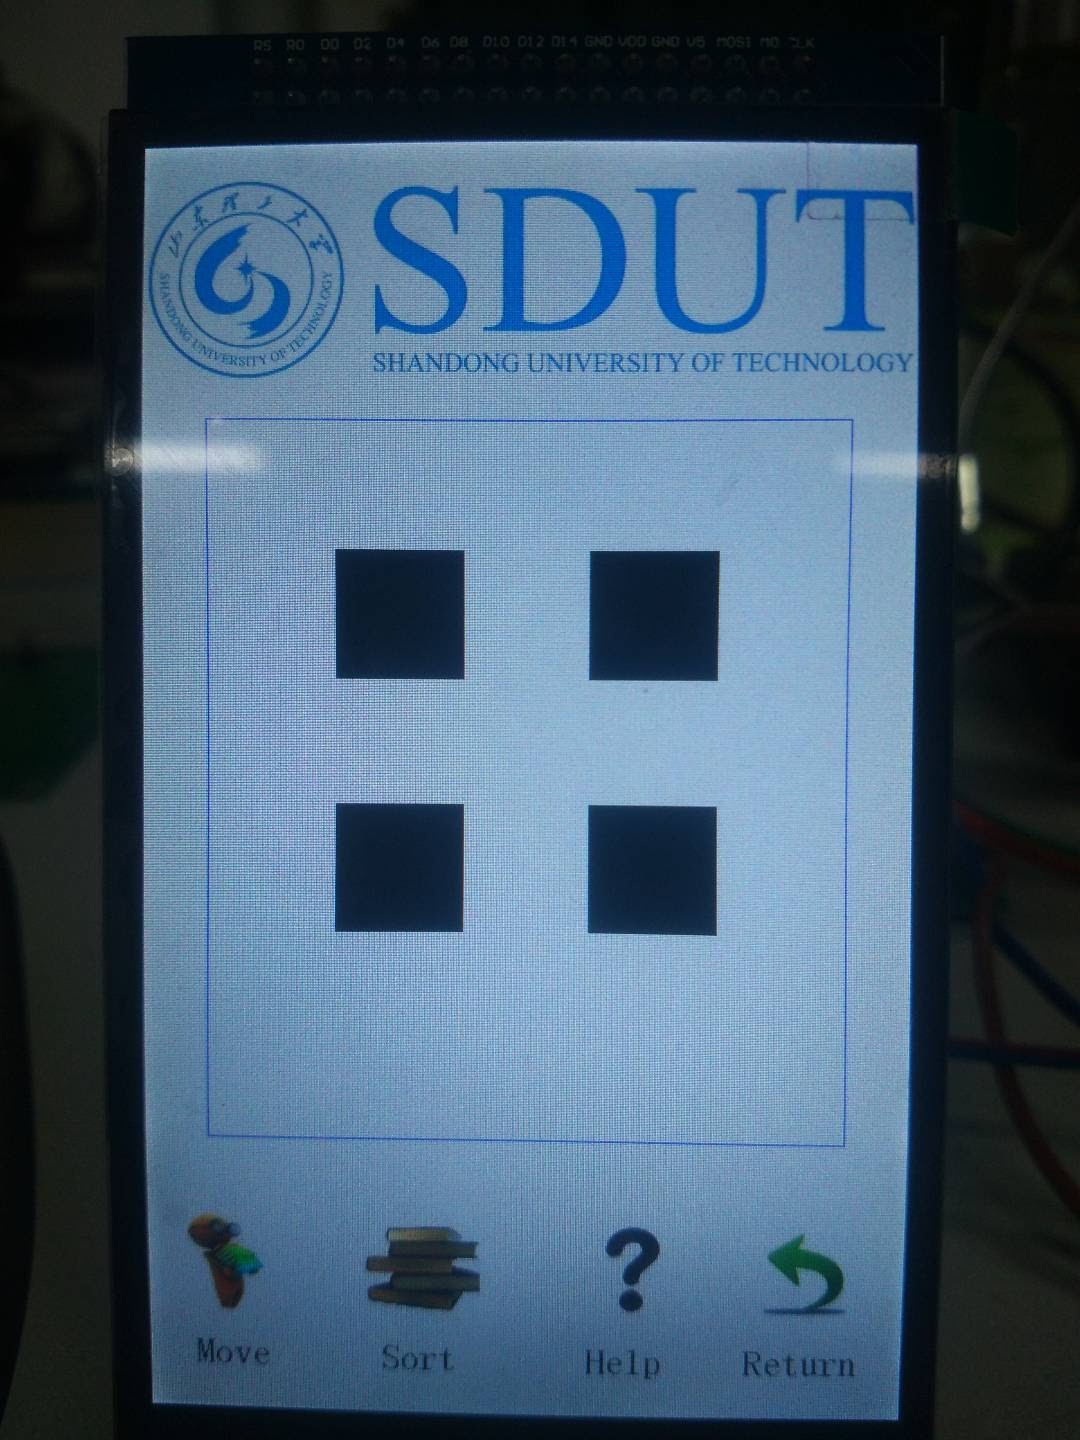 RS RD D0 D2 D4 D6 D8 D10 D12 D14 GND VDD GND V5 MOSI MO CLK
山东理工大学
SHANDONG UNIVERSITY OF TECHNOLOGY
SDUT
SHANDONG UNIVERSITY OF TECHNOLOGY
Move Sort Help Return